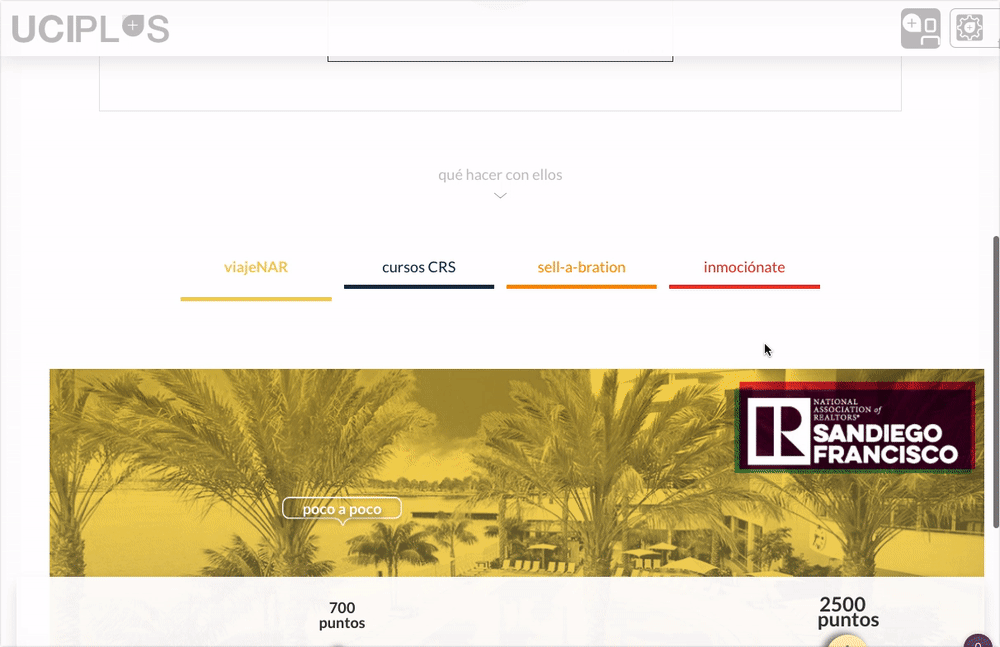 UCIPLUS
qué hacer con ellos
viajeNAR
cursos CRS
sell-a-bration
inmociónate
NATIONAL
ASSOCIATION of
REALTORS®
SANDIEGO
FRANCISCO
poco a poco
700
puntos
2500
puntos